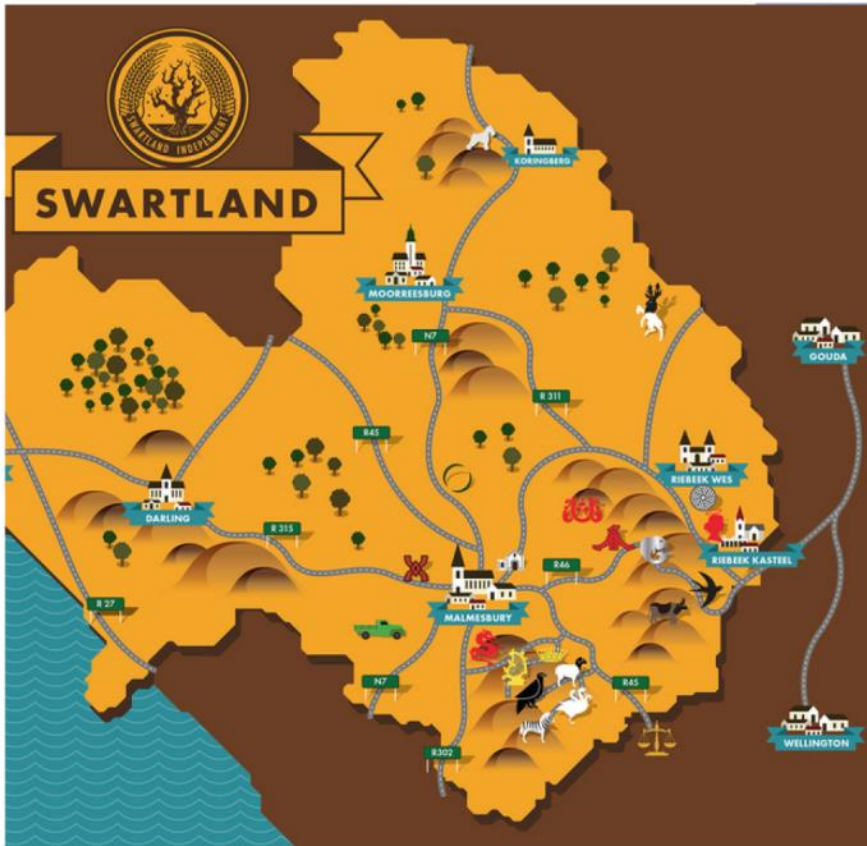 SWARTLAND INDEPENDENT
SWARTLAND
KORINGBERG
MOORREESBURG
N7
GOUDA
R 311
R45
RIEBEEK WES
DARLING
R 315
RIEBEEK KASTEEL
R46
R 27
MALMESBURY
N7
R45
R302
WELLINGTON